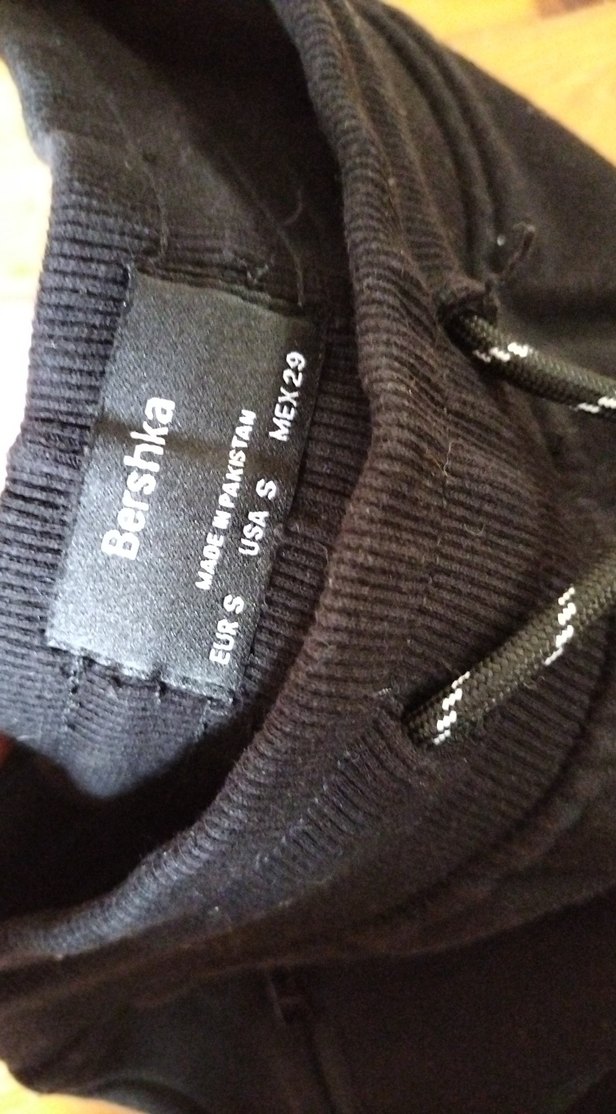 Bershka
MADE IN PAKISTAN
EUR S USA S MEX 29